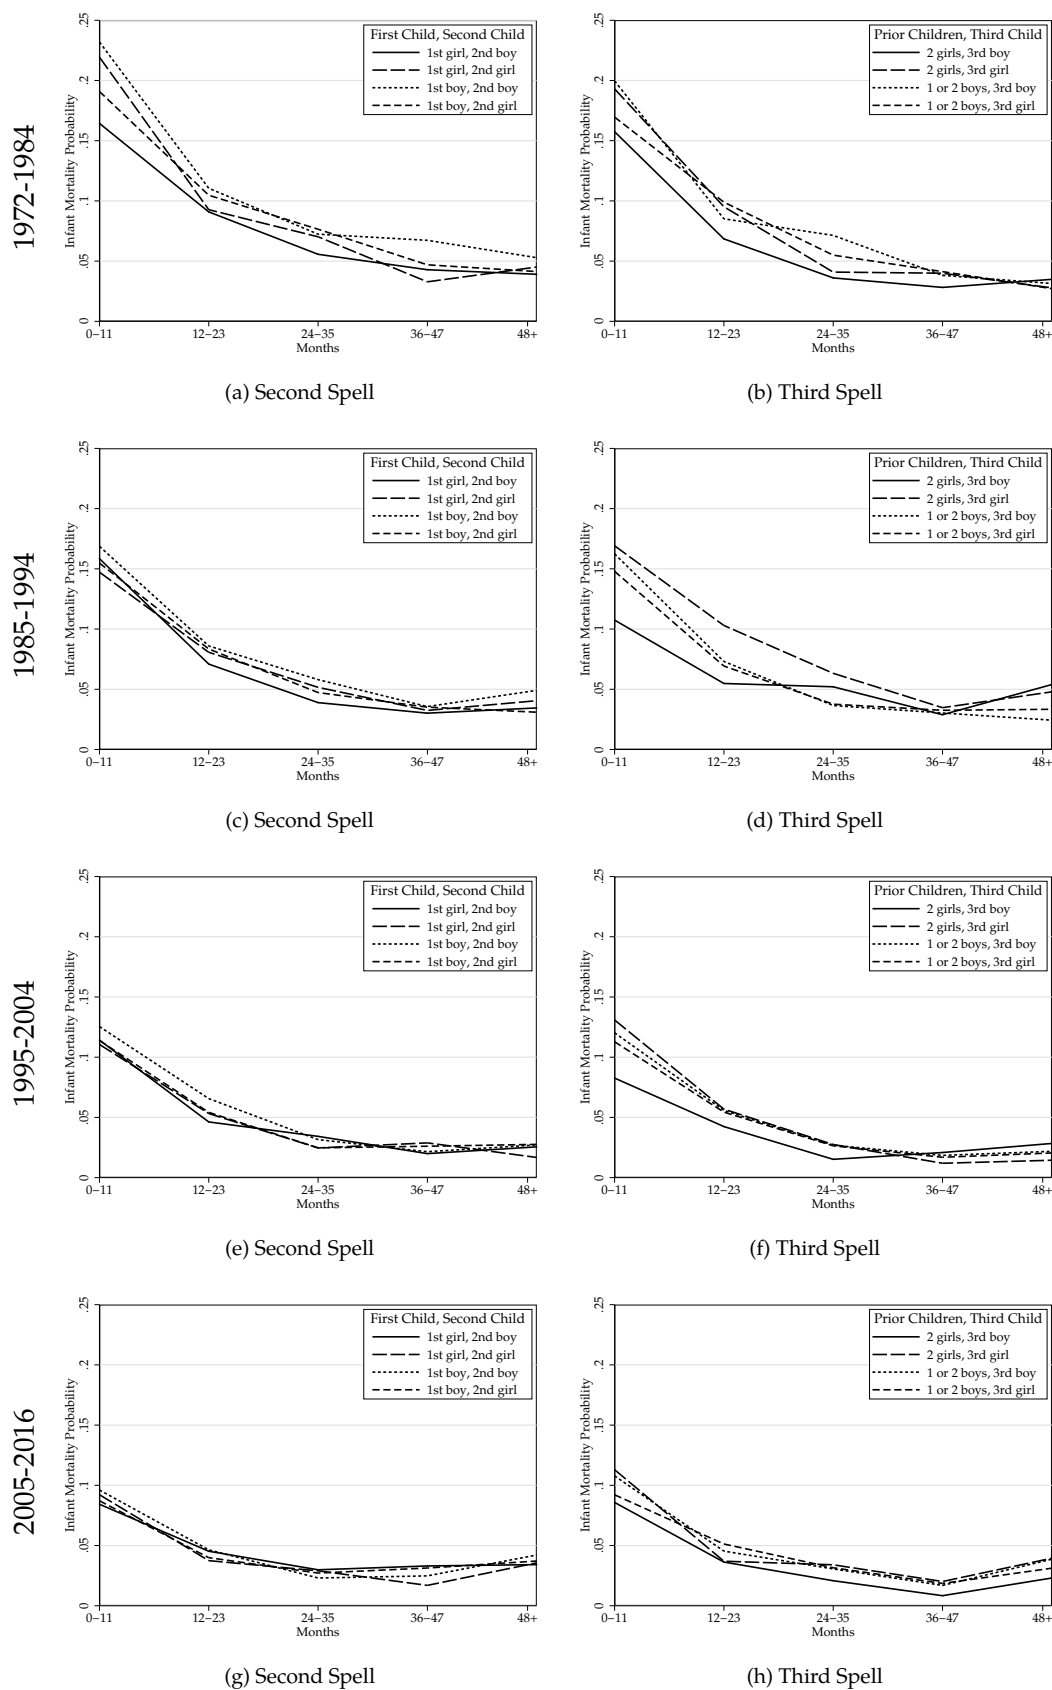 1972-1984
Infant Mortality Probability
0 .05 .1 .15 .2 .25
First Child, Second Child
1st girl, 2nd boy
1st girl, 2nd girl
1st boy, 2nd boy
1st boy, 2nd girl
0–11 12–23 24–35 36–47 48+
Months
(a) Second Spell
Infant Mortality Probability
0 .05 .1 .15 .2 .25
Prior Children, Third Child
2 girls, 3rd boy
2 girls, 3rd girl
1 or 2 boys, 3rd boy
1 or 2 boys, 3rd girl
0–11 12–23 24–35 36–47 48+
Months
(b) Third Spell
1985-1994
Infant Mortality Probability
0 .05 .1 .15 .2 .25
First Child, Second Child
1st girl, 2nd boy
1st girl, 2nd girl
1st boy, 2nd boy
1st boy, 2nd girl
0–11 12–23 24–35 36–47 48+
Months
(c) Second Spell
Infant Mortality Probability
0 .05 .1 .15 .2 .25
Prior Children, Third Child
2 girls, 3rd boy
2 girls, 3rd girl
1 or 2 boys, 3rd boy
1 or 2 boys, 3rd girl
0–11 12–23 24–35 36–47 48+
Months
(d) Third Spell
1995-2004
Infant Mortality Probability
0 .05 .1 .15 .2 .25
First Child, Second Child
1st girl, 2nd boy
1st girl, 2nd girl
1st boy, 2nd boy
1st boy, 2nd girl
0–11 12–23 24–35 36–47 48+
Months
(e) Second Spell
Infant Mortality Probability
0 .05 .1 .15 .2 .25
Prior Children, Third Child
2 girls, 3rd boy
2 girls, 3rd girl
1 or 2 boys, 3rd boy
1 or 2 boys, 3rd girl
0–11 12–23 24–35 36–47 48+
Months
(f) Third Spell
2005-2016
Infant Mortality Probability
0 .05 .1 .15 .2 .25
First Child, Second Child
1st girl, 2nd boy
1st girl, 2nd girl
1st boy, 2nd boy
1st boy, 2nd girl
0–11 12–23 24–35 36–47 48+
Months
(g) Second Spell
Infant Mortality Probability
0 .05 .1 .15 .2 .25
Prior Children, Third Child
2 girls, 3rd boy
2 girls, 3rd girl
1 or 2 boys, 3rd boy
1 or 2 boys, 3rd girl
0–11 12–23 24–35 36–47 48+
Months
(h) Third Spell